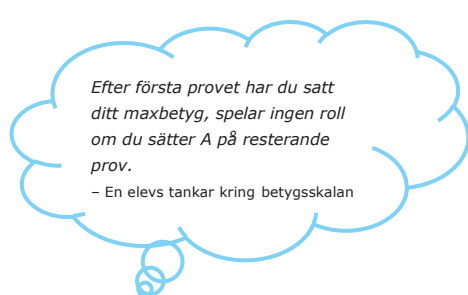 Efter första provet har du satt
ditt maxbetyg, spelar ingen roll
om du sätter A på resterande
prov.
– En elevs tankar kring betygsskalan